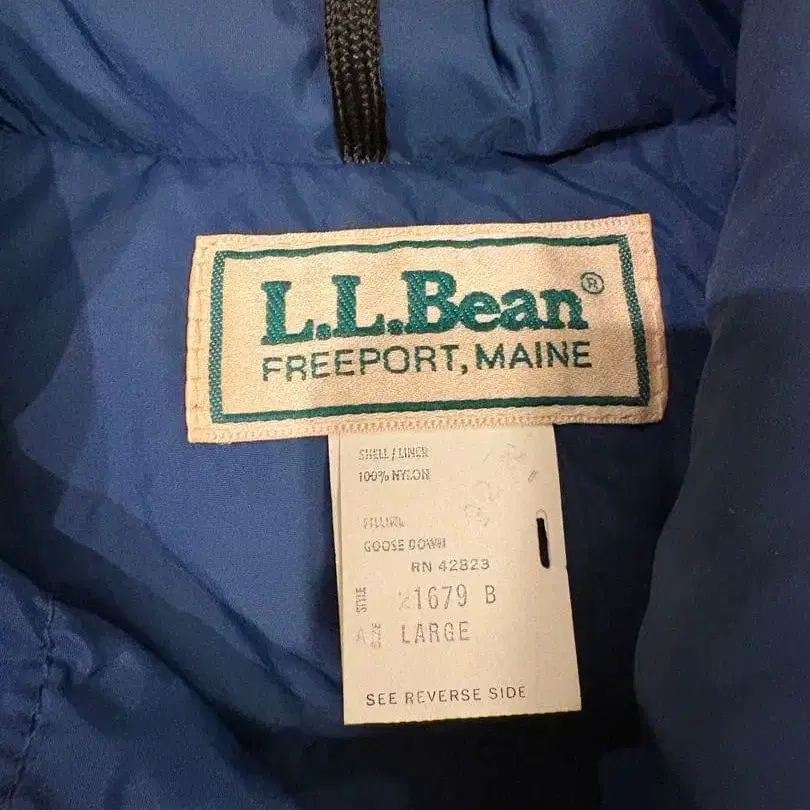 L.L.Bean®
FREEPORT, MAINE
SHELL / LINER
100% NYLON
FILLING
GOOSE DOWN
RN 42823
STYLE 1679 B
SIZE LARGE
SEE REVERSE SIDE